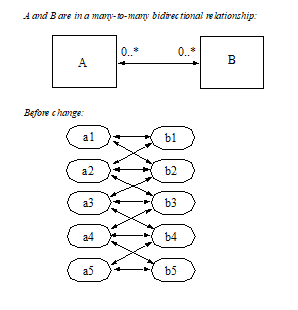 A and B are in a many-to-many bidirectional relationship:
A 0..* 0..* B
Before change:
a1 b1
a2 b2
a3 b3
a4 b4
a5 b5